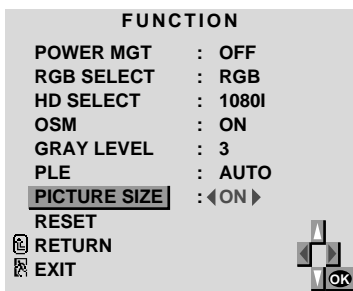 FUNCTION
POWER MGT : OFF
RGB SELECT : RGB
HD SELECT : 1080I
OSM : ON
GRAY LEVEL : 3
PLE : AUTO
PICTURE SIZE : ◀ ON ▶
RESET
RETURN
EXIT
OK